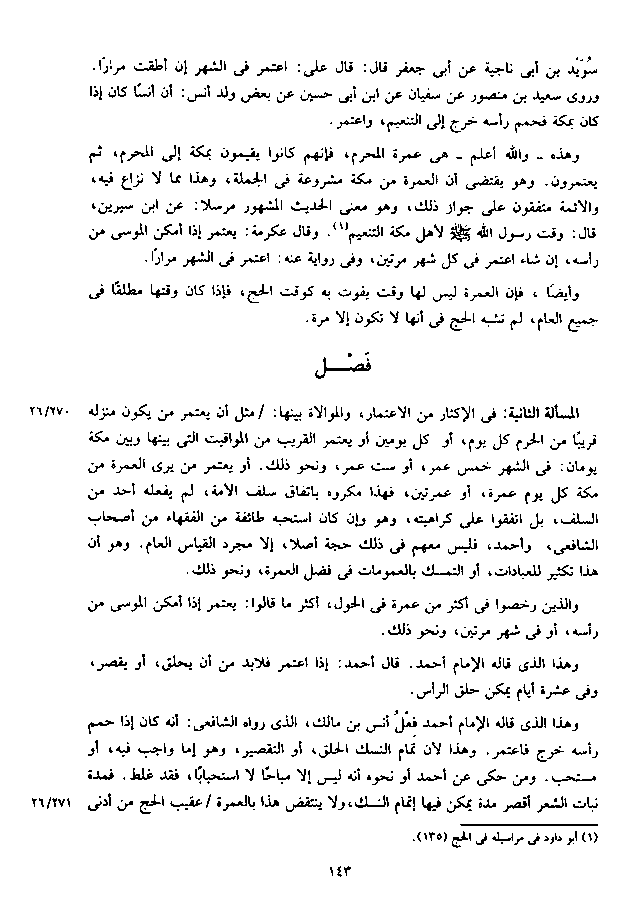 سُوَيْد بن أبى ناجية عن أبى جعفر قال: قال على: اعتمر فى الشهر إن أطقت مرارًا.
وروى سعيد بن منصور عن سفيان عن ابن أبى حسين عن بعض ولد أنس: أن أنسًا كان إذا
كان بمكة فحمم رأسه خرج إلى التنعيم، واعتمر.
وهذه ـ والله أعلم ـ هى عمرة المحرم، فإنهم كانوا يقيمون بمكة إلى المحرم، ثم
يعتمرون. وهو يقتضى أن العمرة من مكة مشروعة فى الجملة، وهذا مما لا نزاع فيه،
والأئمة متفقون على جواز ذلك، وهو معنى الحديث المشهور مرسلا: عن ابن سيرين،
قال: وقت رسول الله ﷺ لأهل مكة التنعيم(١). وقال عكرمة: يعتمر إذا أمكن الموسى من
رأسه، إن شاء اعتمر فى كل شهر مرتين، وفى رواية عنه: اعتمر فى الشهر مرارًا.
وأيضًا ، فإن العمرة ليس لها وقت يفوت به كوقت الحج، فإذا كان وقتها مطلقًا فى
جميع العام، لم تشبه الحج فى أنها لا تكون إلا مرة.
فَصْــل
المسألة الثانية: فى الإكثار من الاعتمار، والموالاة بينها: / مثل أن يعتمر من يكون منزله ٢٦/٢٧٠
قريبًا من الحرم كل يوم، أو كل يومين أو يعتمر القريب من المواقيت التى بينها وبين مكة
يومان: فى الشهر خمس عمر، أو ست عمر، ونحو ذلك. أو يعتمر من يرى العمرة من
مكة كل يوم عمرة، أو عمرتين، فهذا مكروه باتفاق سلف الأمة، لم يفعله أحد من
السلف، بل اتفقوا على كراهيته، وهو وإن كان استحبه طائفة من الفقهاء من أصحاب
الشافعى، وأحمد، فليس معهم فى ذلك حجة أصلا، إلا مجرد القياس العام. وهو أن
هذا تكثير للعبادات، أو التمسك بالعمومات فى فضل العمرة، ونحو ذلك.
والذين رخصوا فى أكثر من عمرة فى الحول، أكثر ما قالوا: يعتمر إذا أمكن الموسى من
رأسه، أو فى شهر مرتين، ونحو ذلك.
وهذا الذى قاله الإمام أحمد. قال أحمد: إذا اعتمر فلابد من أن يحلق، أو يقصر،
وفى عشرة أيام يمكن حلق الرأس.
وهذا الذى قاله الإمام أحمد فِعْلُ أنس بن مالك، الذى رواه الشافعى: أنه كان إذا حمم
رأسه خرج فاعتمر. وهذا لأن تمام النسك الحلق، أو التقصير، وهو إما واجب فيه، أو
مستحب. ومن حكى عن أحمد أو نحوه أنه ليس إلا مباحًا لا استحبابًا، فقد غلط. فمدة
نبات الشعر أقصر مدة يمكن فيها إتمام النسك، ولا ينتقض هذا بالعمرة / عقيب الحج من أدنى ٢٦/٢٧١
(١) أبو داود فى مراسيله فى الحج (١٣٥).
١٤٣